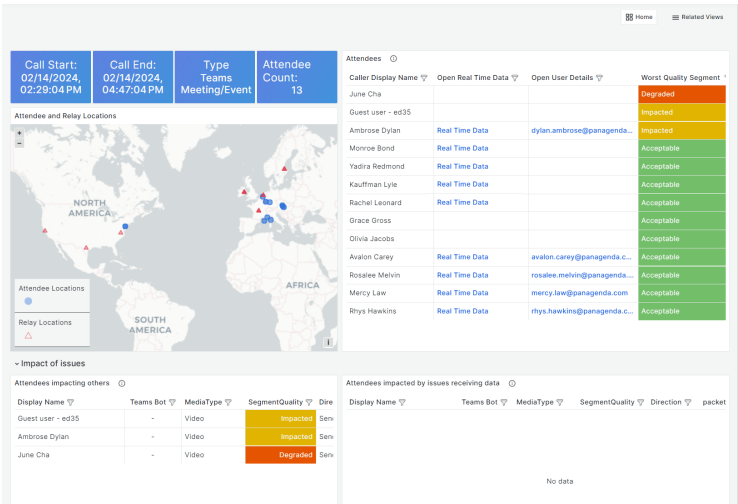 Home Related Views
Call Start:
02/14/2024,
02:29:04 PM
Call End:
02/14/2024,
04:47:04 PM
Type
Teams
Meeting/Event
Attendee
Count:
13
Attendee and Relay Locations
+
−
NORTH
AMERICA
SOUTH
AMERICA
AFRICA
Attendee Locations
Relay Locations
i
Attendees
Caller Display Name Open Real Time Data Open User Details Worst Quality Segment
June Cha Degraded
Guest user - ed35 Impacted
Ambrose Dylan Real Time Data dylan.ambrose@panagenda... Impacted
Monroe Bond Real Time Data Acceptable
Yadira Redmond Real Time Data Acceptable
Kauffman Lyle Real Time Data Acceptable
Rachel Leonard Real Time Data Acceptable
Grace Gross Acceptable
Olivia Jacobs Acceptable
Avalon Carey Real Time Data avalon.carey@panagenda.c... Acceptable
Rosalee Melvin Real Time Data rosalee.melvin@panagenda.... Acceptable
Mercy Law Real Time Data mercy.law@panagenda.com Acceptable
Rhys Hawkins Real Time Data rhys.hawkins@panagenda.c... Acceptable
Impact of issues
Attendees impacting others
Display Name Teams Bot MediaType SegmentQuality Dire
Guest user - ed35 - Video Impacted Sen
Ambrose Dylan - Video Impacted Sen
June Cha - Video Degraded Sen
Attendees impacted by issues receiving data
Display Name Teams Bot MediaType SegmentQuality Direction packet
No data